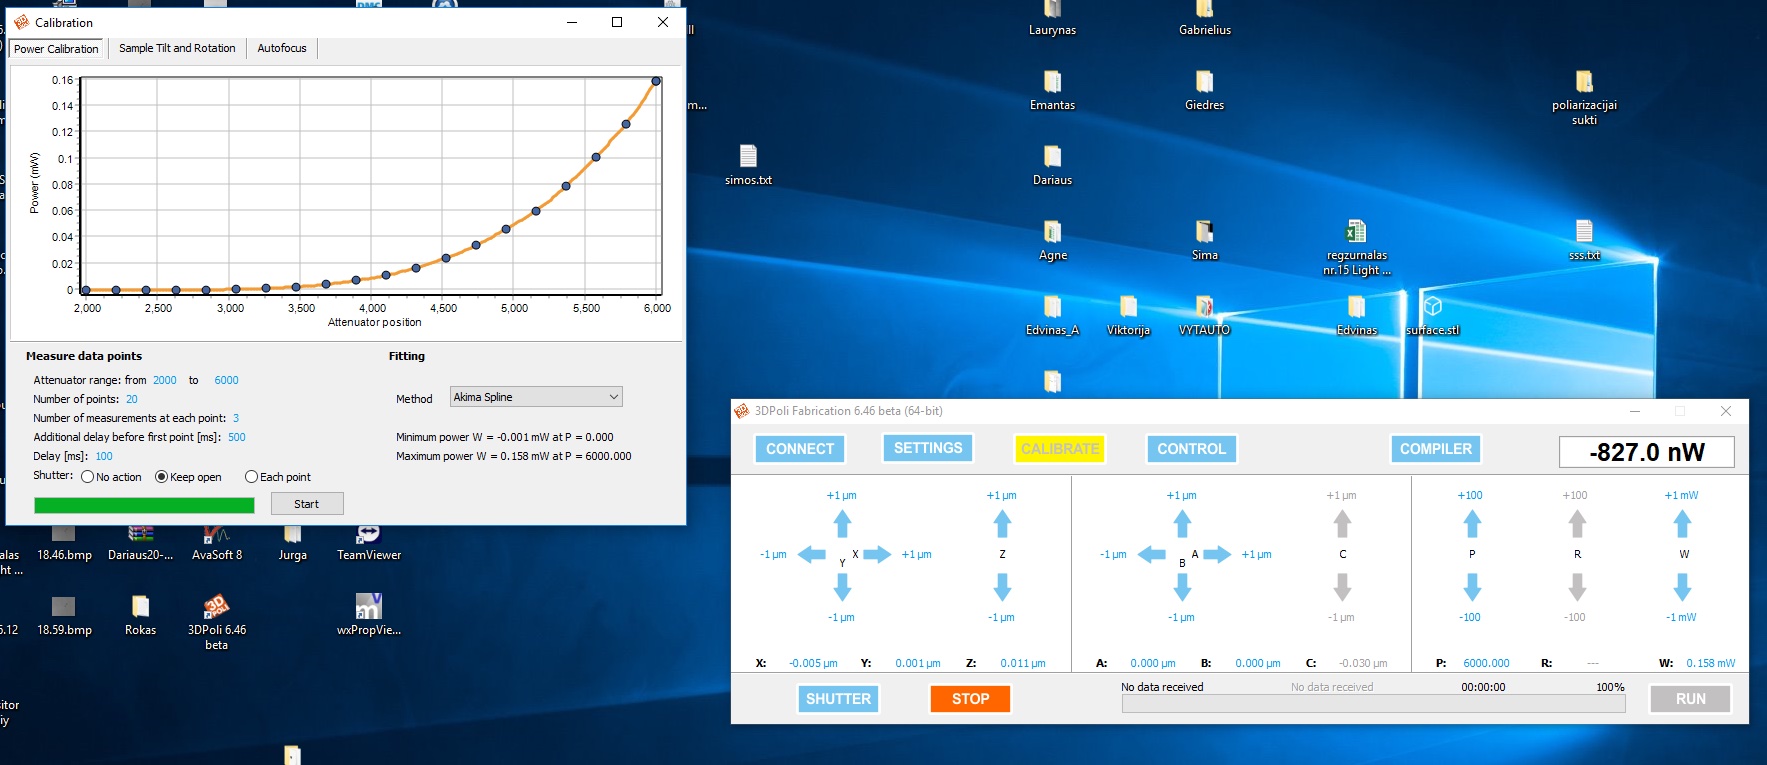 Calibration
Power Calibration
Sample Tilt and Rotation
Autofocus
0.16
0.14
0.12
0.1
0.08
0.06
0.04
0.02
0
Power (mW)
2,000
2,500
3,000
3,500
4,000
4,500
5,000
5,500
6,000
Attenuator position
Measure data points
Attenuator range: from 2000 to 6000
Number of points: 20
Number of measurements at each point: 3
Additional delay before first point [ms]: 500
Delay [ms]: 100
Shutter: No action Keep open Each point
Start
Fitting
Method Akima Spline
Minimum power W = -0.001 mW at P = 0.000
Maximum power W = 0.158 mW at P = 6000.000
Laurynas
Gabrielius
Emantas
Giedres
poliarizacijai
sukti
simos.txt
Dariaus
Agne
Sima
regzurnalas
nr.15 Light ...
sss.txt
Edvinas_A
Viktorija
VYTAUTO
Edvinas
surface.stl
3DPoli Fabrication 6.46 beta (64-bit)
CONNECT
SETTINGS
CALIBRATE
CONTROL
COMPILER
-827.0 nW
+1 µm
+1 µm
+1 µm
+1 µm
+100
+100
+1 mW
-1 µm X Y +1 µm
Z
-1 µm A B +1 µm
C
P
R
W
-1 µm
-1 µm
-1 µm
-1 µm
-100
-100
-1 mW
X: -0.005 µm Y: 0.001 µm Z: 0.011 µm
A: 0.000 µm B: 0.000 µm C: -0.030 µm
P: 6000.000 R: --- W: 0.158 mW
SHUTTER
STOP
No data received
No data received
00:00:00
100%
RUN
18.46.bmp
Dariaus20-...
AvaSoft 8
Jurga
TeamViewer
18.59.bmp
Rokas
3DPoli 6.46
beta
wxPropVie...